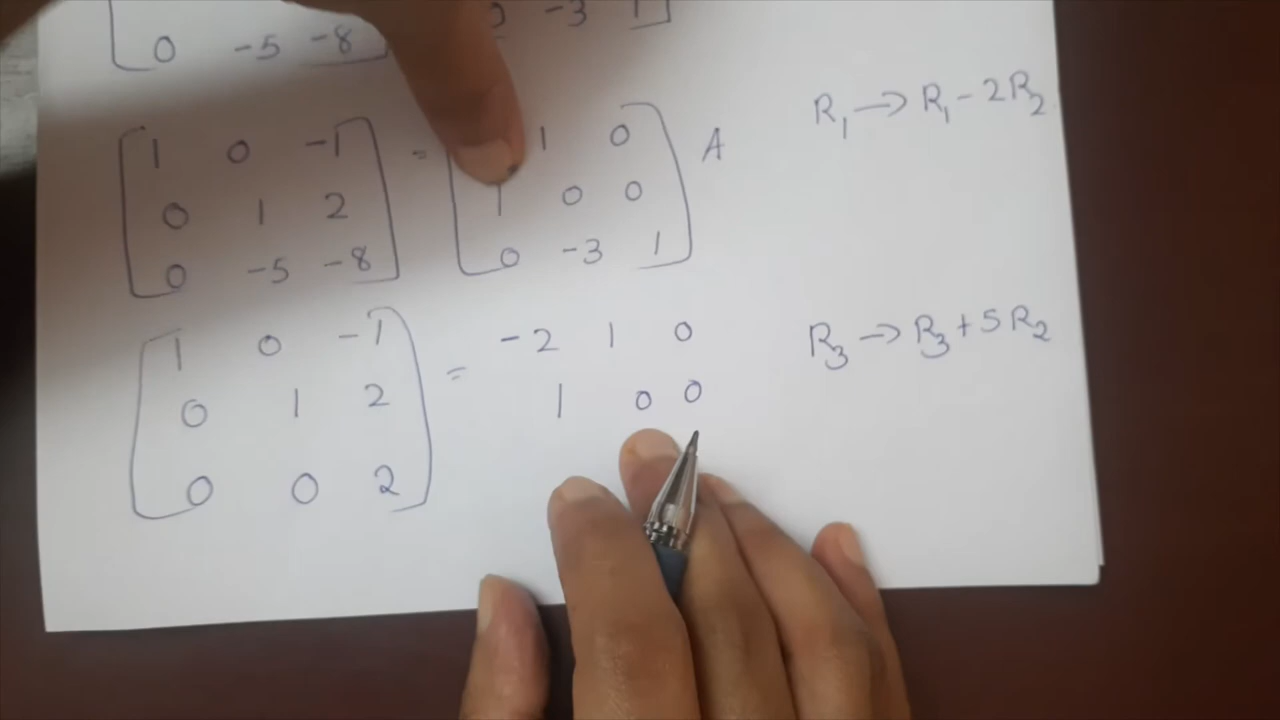 0 -5 -8 -3 1
R₁ → R₁ - 2R₂
1 0 -1 = 1 0 A
0 1 2 1 0 0
0 -5 -8 0 -3 1
R₃ → R₃ + 5R₂
1 0 -1 = -2 1 0
0 1 2 1 0 0
0 0 2